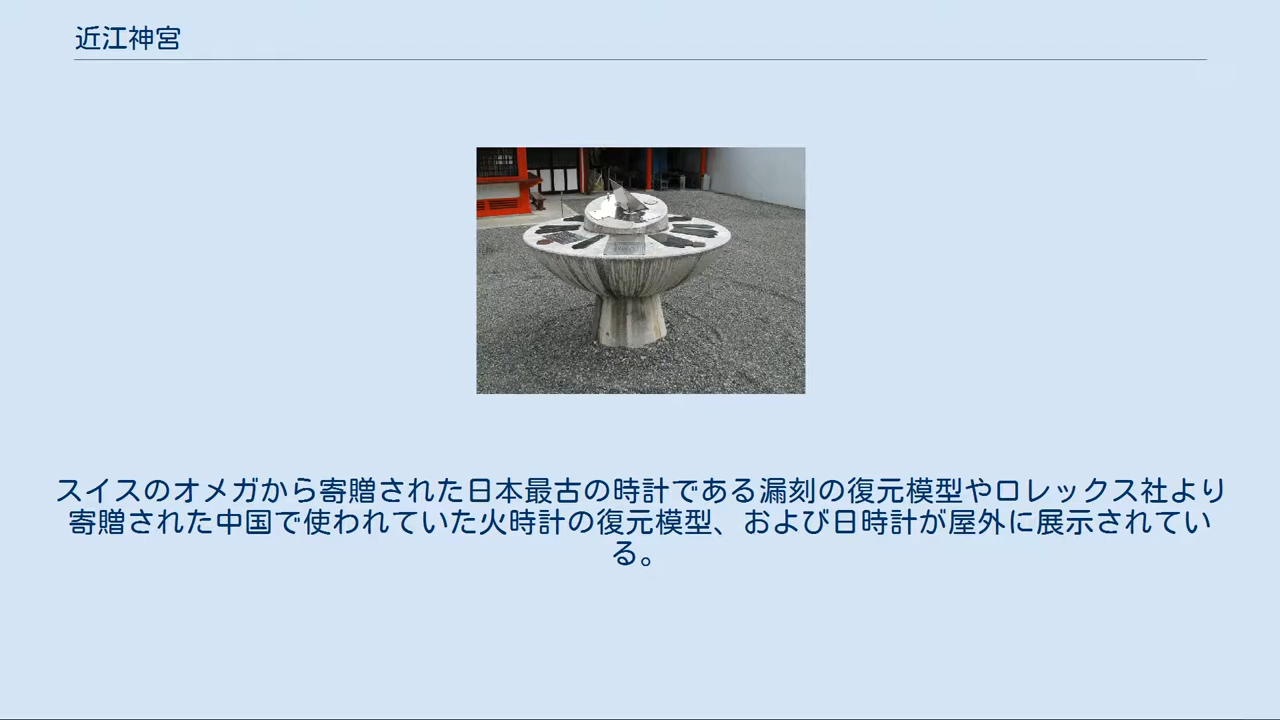 近江神宮
スイスのオメガから寄贈された日本最古の時計である漏刻の復元模型やロレックス社より
寄贈された中国で使われていた火時計の復元模型、および日時計が屋外に展示されてい
る。